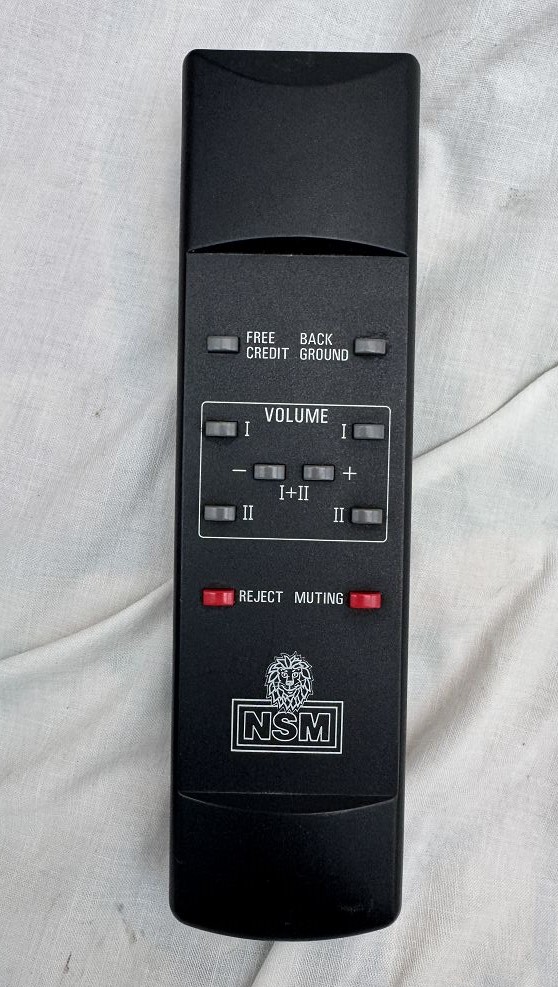 FREE CREDIT
BACK GROUND
VOLUME
I I
- +
I+II
II II
REJECT MUTING
NSM